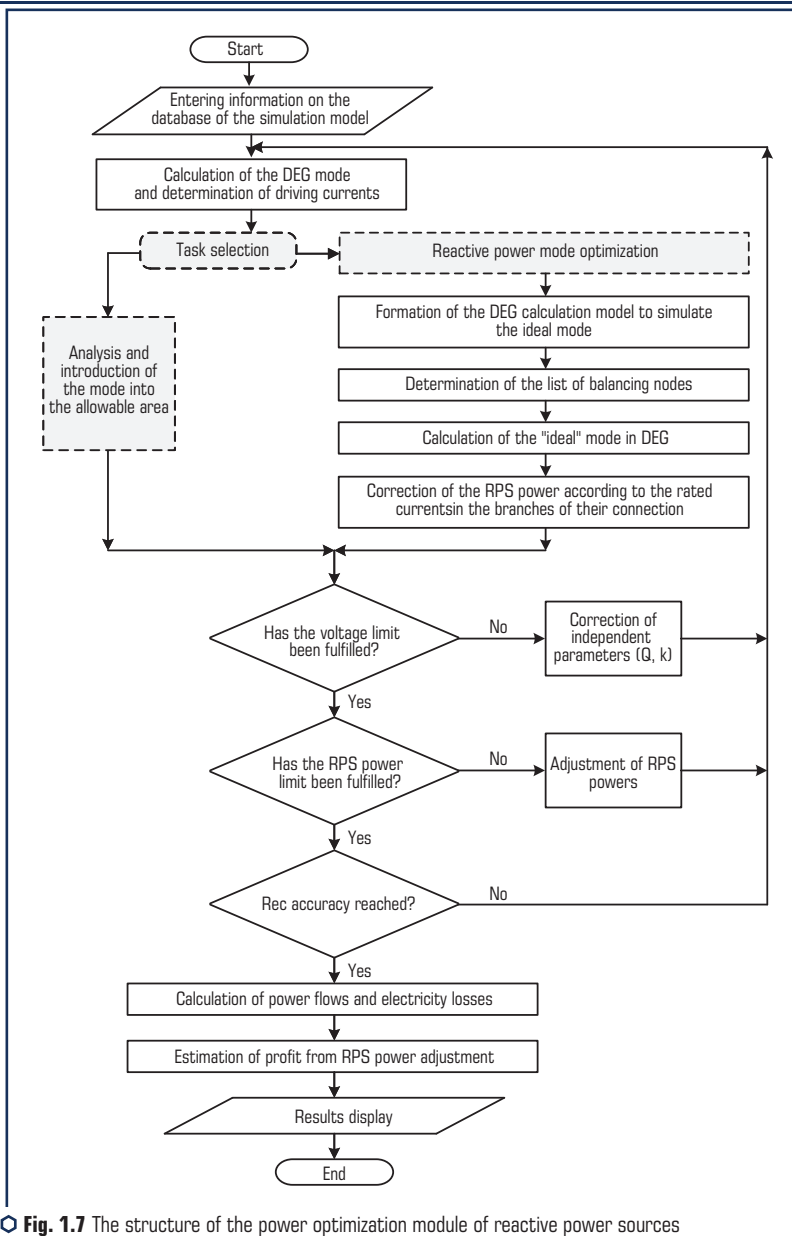 Start
Entering information on the
database of the simulation model
Calculation of the DEG mode
and determination of driving currents
Task selection
Reactive power mode optimization
Analysis and
introduction of
the mode into
the allowable area
Formation of the DEG calculation model to simulate
the ideal mode
Determination of the list of balancing nodes
Calculation of the "ideal" mode in DEG
Correction of the RPS power according to the rated
currentsin the branches of their connection
Has the voltage limit
been fulfilled?
No
Correction of
independent
parameters (Q, k)
Yes
Has the RPS power
limit been fulfilled?
No
Adjustment of RPS
powers
Yes
Rec accuracy reached?
No
Yes
Calculation of power flows and electricity losses
Estimation of profit from RPS power adjustment
Results display
End
Fig. 1.7 The structure of the power optimization module of reactive power sources